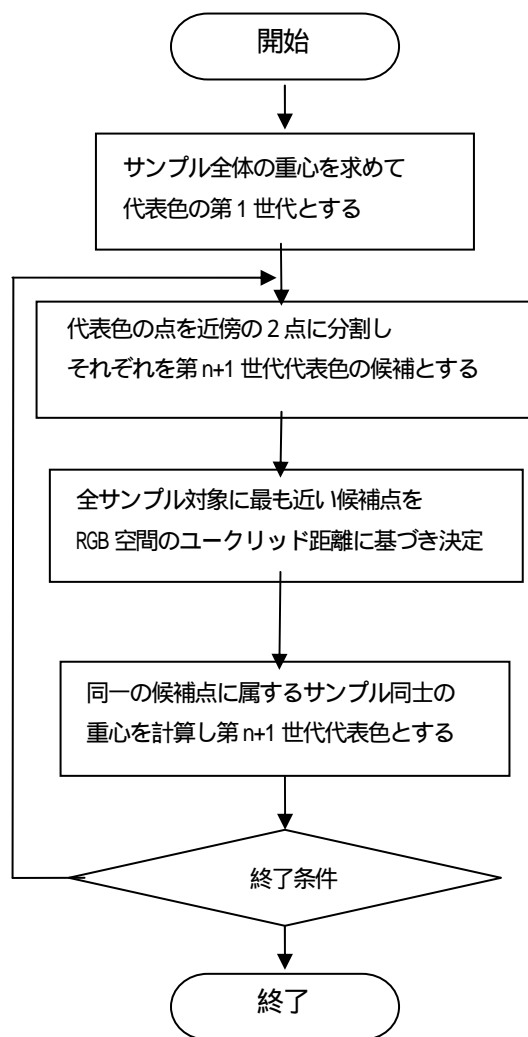 開始
サンプル全体の重心を求めて
代表色の第1世代とする
代表色の点を近傍の2点に分割し
それぞれを第n+1世代代表色の候補とする
全サンプル対象に最も近い候補点を
RGB空間のユークリッド距離に基づき決定
同一の候補点に属するサンプル同士の
重心を計算し第n+1世代代表色とする
終了条件
終了